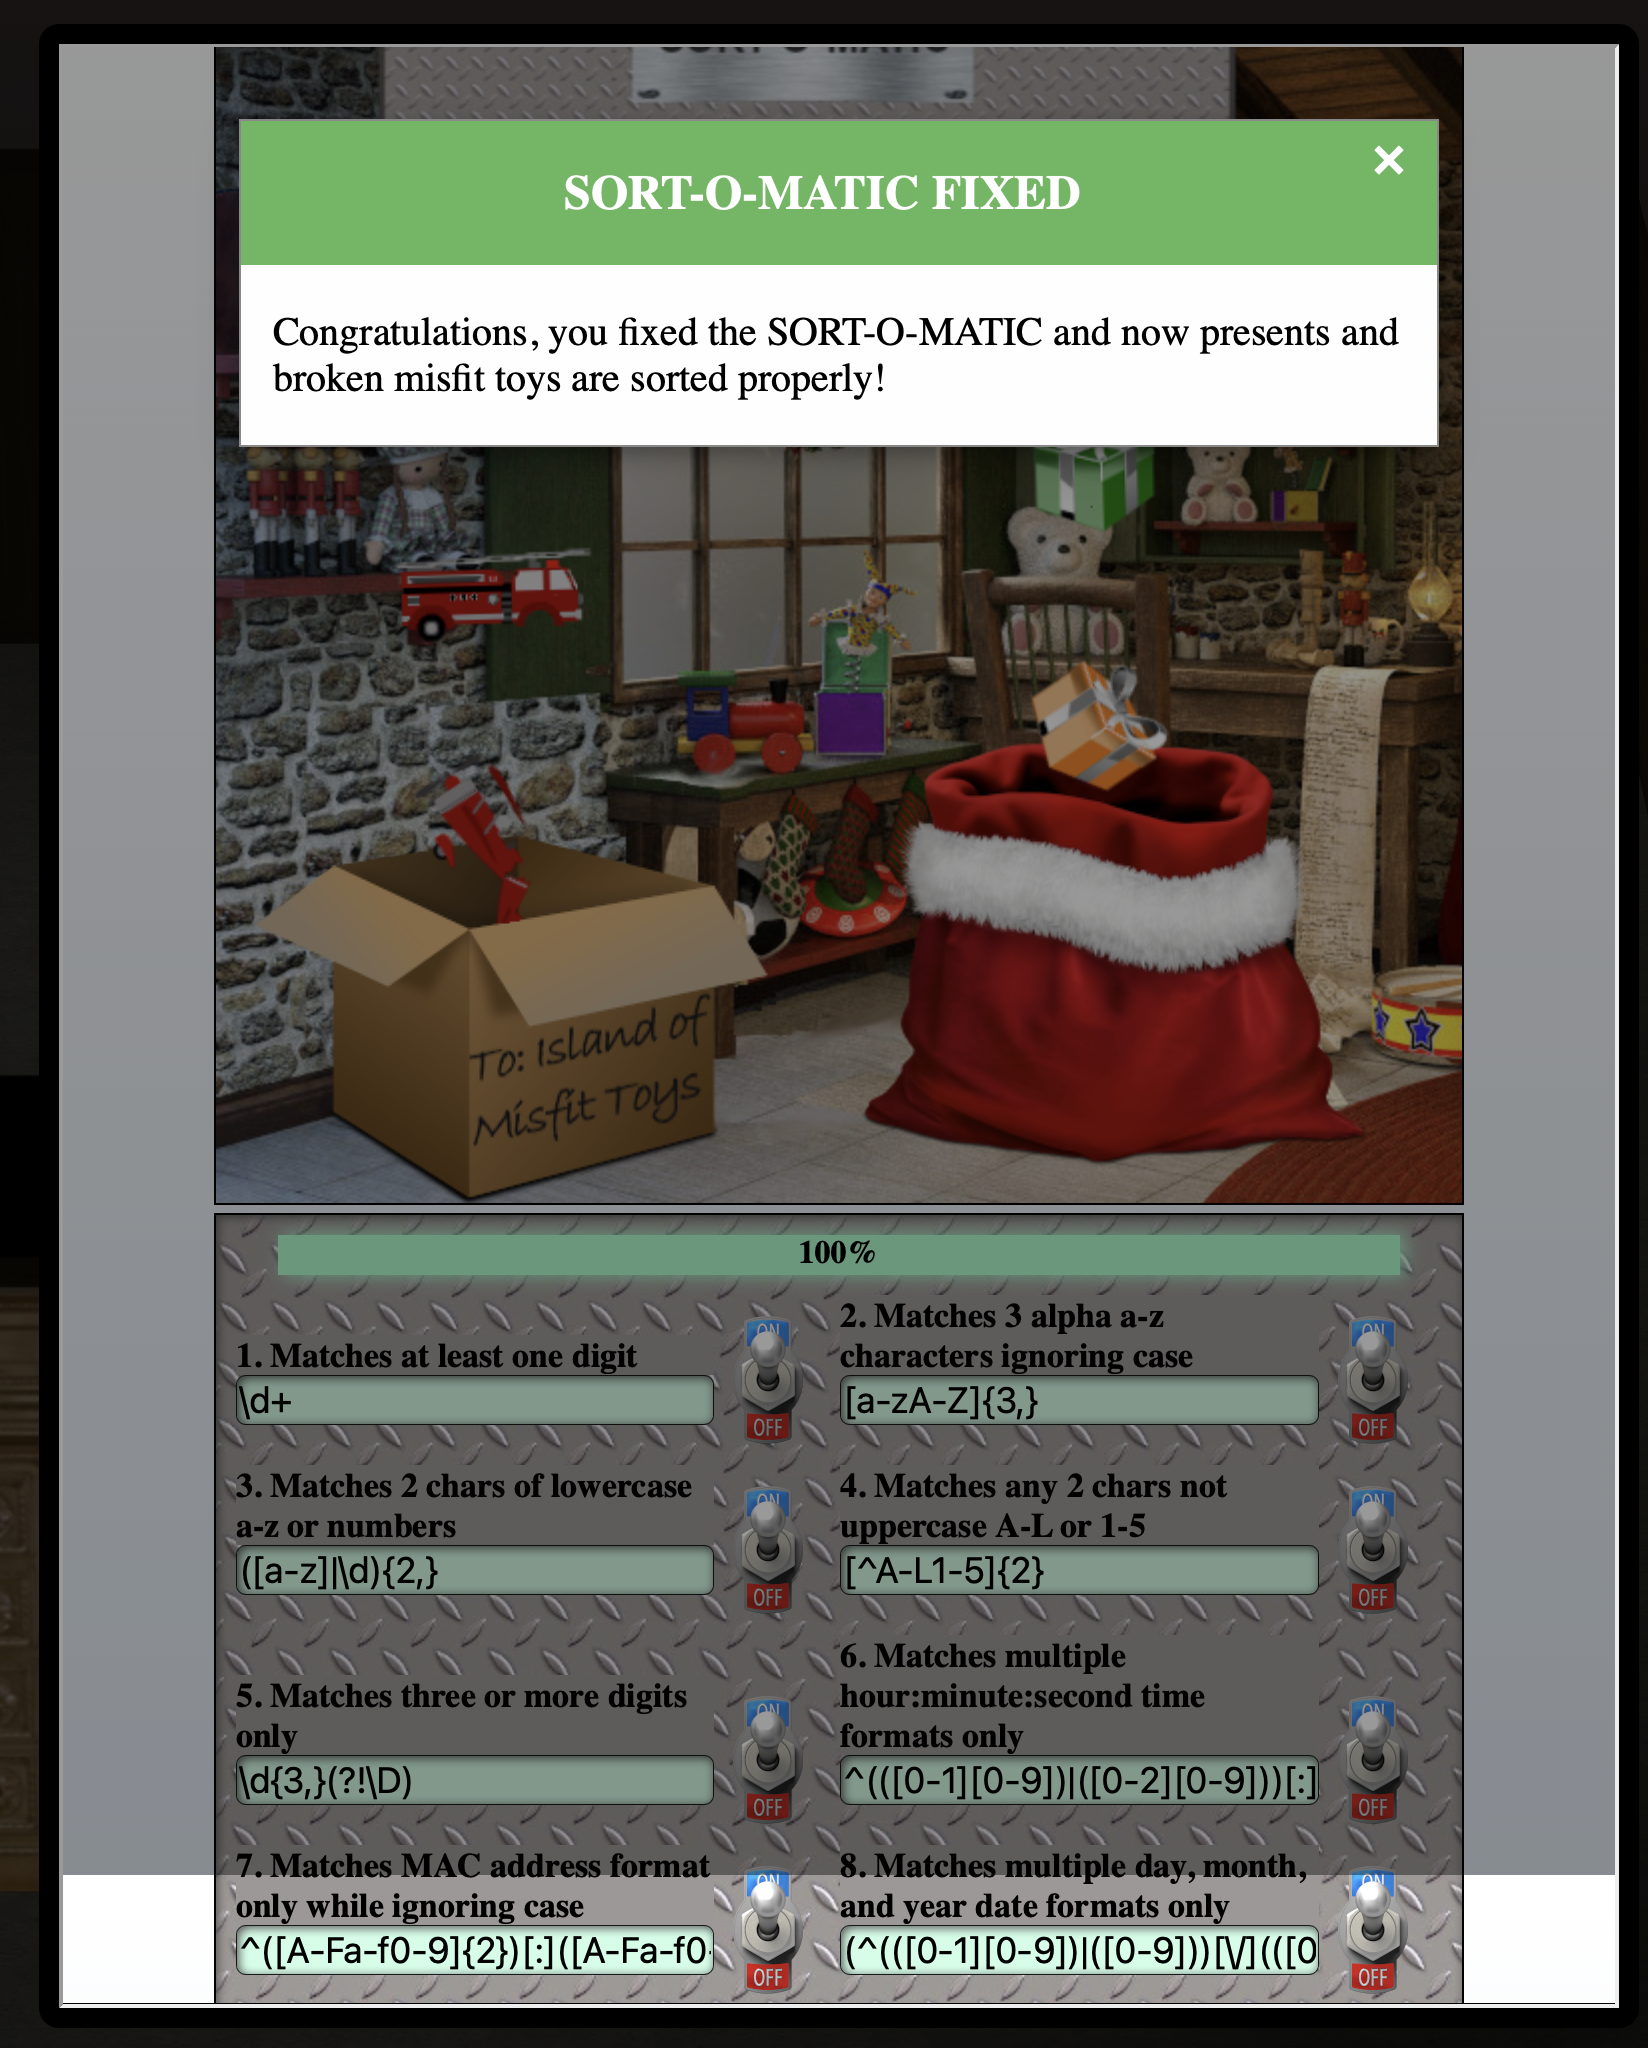 SORT-O-MATIC
SORT-O-MATIC FIXED
Congratulations, you fixed the SORT-O-MATIC and now presents and
broken misfit toys are sorted properly!
To: Island of
Misfit Toys
100%
1. Matches at least one digit
\d+
ON
OFF
2. Matches 3 alpha a-z
characters ignoring case
[a-zA-Z]{3,}
ON
OFF
3. Matches 2 chars of lowercase
a-z or numbers
([a-z]|\d){2,}
ON
OFF
4. Matches any 2 chars not
uppercase A-L or 1-5
[^A-L1-5]{2}
ON
OFF
5. Matches three or more digits
only
\d{3,}(?!\D)
ON
OFF
6. Matches multiple
hour:minute:second time
formats only
^(([0-1][0-9])|([0-2][0-9]))[:]
ON
OFF
7. Matches MAC address format
only while ignoring case
^([A-Fa-f0-9]{2})[:]([A-Fa-f0-
ON
OFF
8. Matches multiple day, month,
and year date formats only
(^(([0-1][0-9])|([0-9]))[\/](([0
ON
OFF